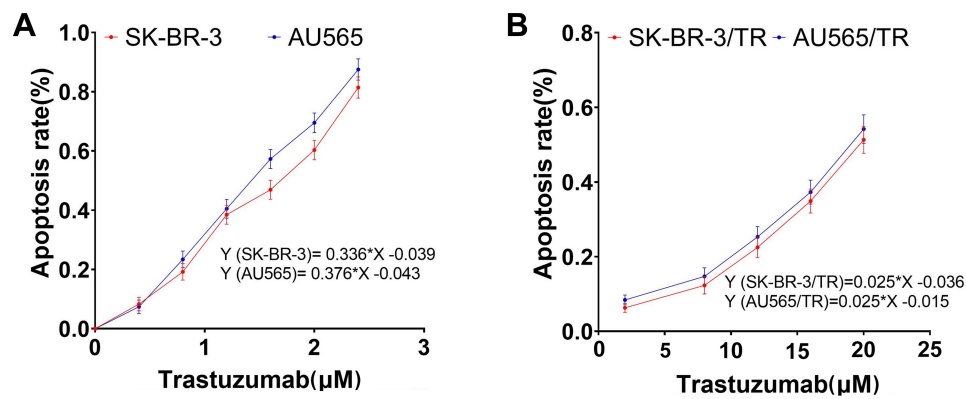 A
SK-BR-3
AU565
Apoptosis rate(%)
1.0
0.8
0.6
0.4
0.2
0.0
Y (SK-BR-3)= 0.336*X -0.039
Y (AU565)= 0.376*X -0.043
0
1
2
3
Trastuzumab(μM)
B
SK-BR-3/TR
AU565/TR
Apoptosis rate(%)
0.8
0.6
0.4
0.2
0.0
Y (SK-BR-3/TR)=0.025*X -0.036
Y (AU565/TR)=0.025*X -0.015
0
5
10
15
20
25
Trastuzumab(μM)